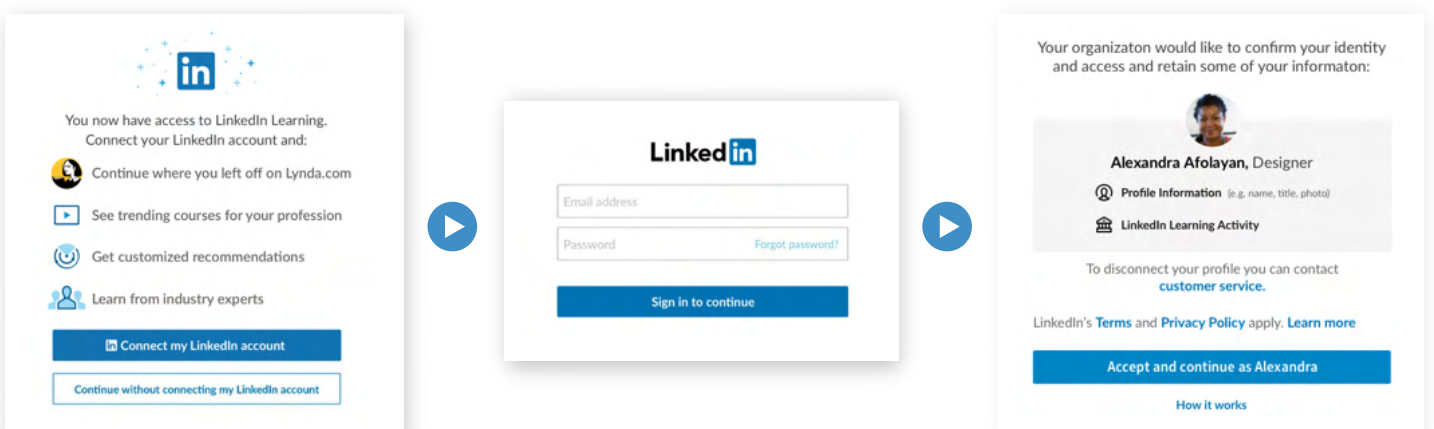 in
You now have access to LinkedIn Learning.
Connect your LinkedIn account and:
Continue where you left off on Lynda.com
See trending courses for your profession
Get customized recommendations
Learn from industry experts
in Connect my LinkedIn account
Continue without connecting my LinkedIn account
Linked in
Email address
Password Forgot password?
Sign in to continue
Your organizaton would like to confirm your identity
and access and retain some of your informaton:
Alexandra Afolayan, Designer
Profile Information (e.g. name, title, photo)
LinkedIn Learning Activity
To disconnect your profile you can contact
customer service.
LinkedIn's Terms and Privacy Policy apply. Learn more
Accept and continue as Alexandra
How it works